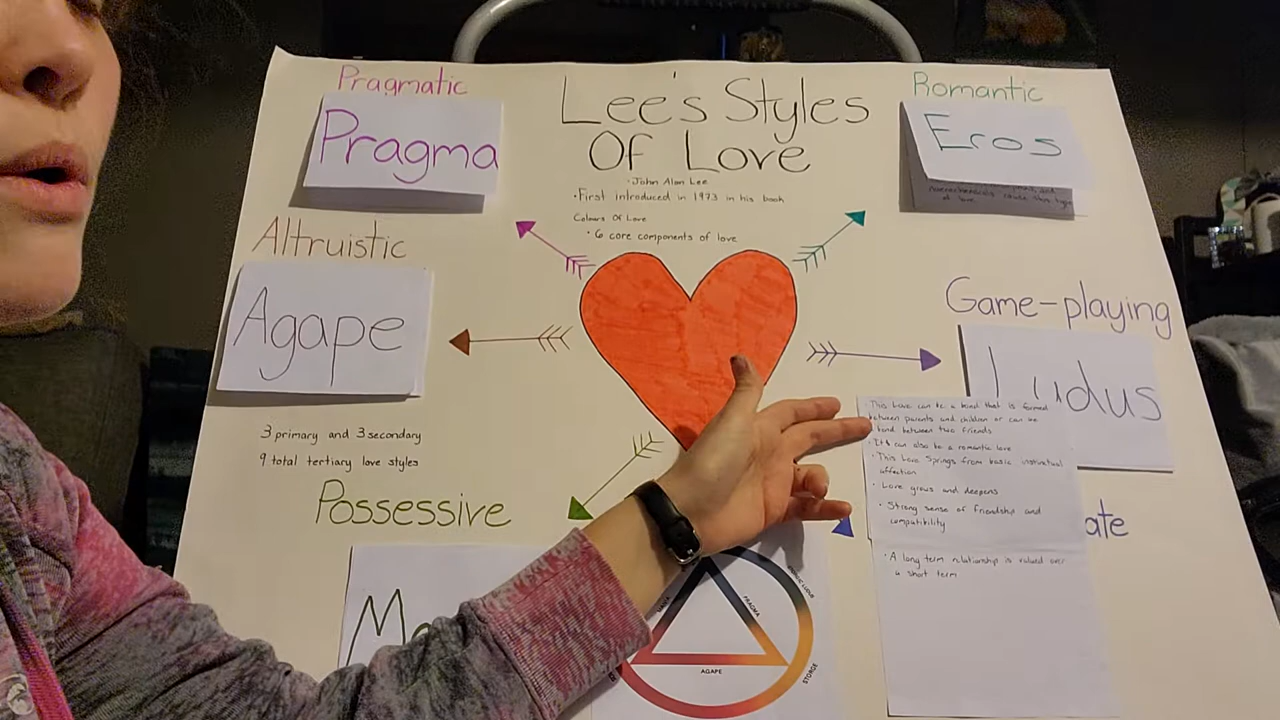 Lee's Styles
Of Love
· John Alan Lee
· First introduced in 1973 in his book
Colours Of Love
· 6 core components of love
Pragmatic
Pragma
Altruistic
Agape
3 primary and 3 secondary
9 total tertiary love styles
Possessive
Romantic
Eros
of love.
Game-playing
Ludus
This Love can be a bond that is formed
between parents and children or can be
bond between two friends
· It can also be a romantic love
· This Love Springs from basic instinctual
affection
· Love grows and deepens
· Strong sense of friendship and
compatibility
· A long term relationship is valued over
a short term
MANIA
PRAGMA
AGAPE
STORGE